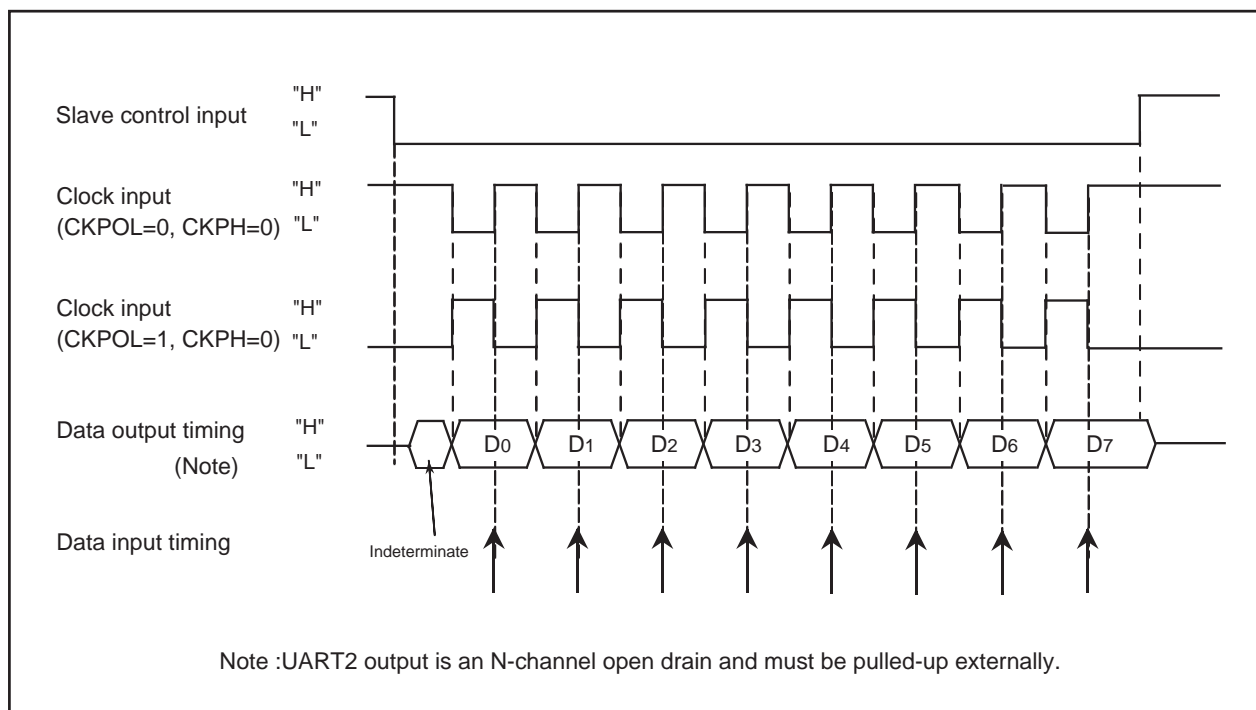 Slave control input
"H"
"L"
Clock input
(CKPOL=0, CKPH=0)
"H"
"L"
Clock input
(CKPOL=1, CKPH=0)
"H"
"L"
Data output timing
(Note)
"H"
"L"
D0 D1 D2 D3 D4 D5 D6 D7
Data input timing
Indeterminate
Note :UART2 output is an N-channel open drain and must be pulled-up externally.